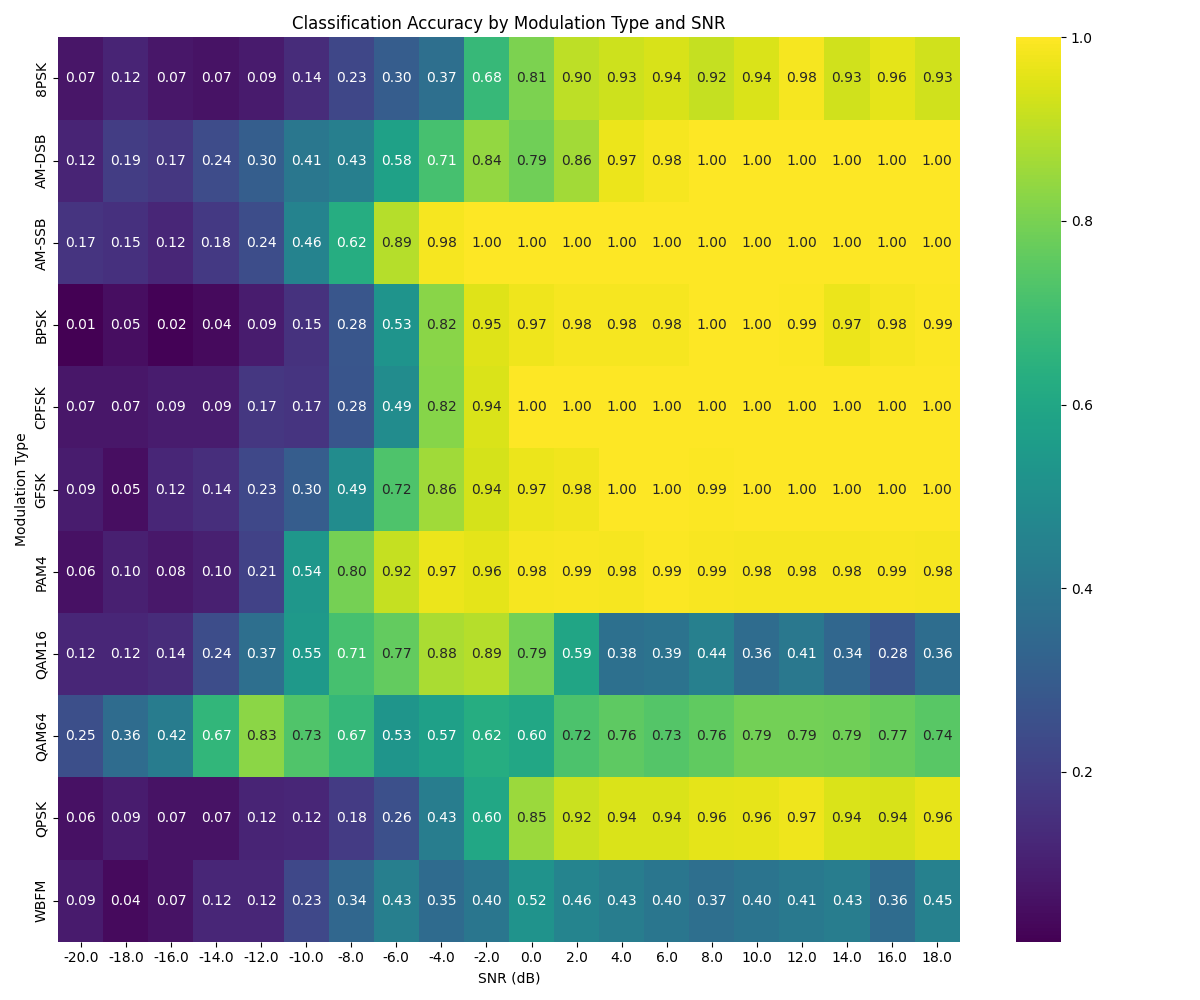 Classification Accuracy by Modulation Type and SNR
Modulation Type
8PSK 0.07 0.12 0.07 0.07 0.09 0.14 0.23 0.30 0.37 0.68 0.81 0.90 0.93 0.94 0.92 0.94 0.98 0.93 0.96 0.93
AM-DSB 0.12 0.19 0.17 0.24 0.30 0.41 0.43 0.58 0.71 0.84 0.79 0.86 0.97 0.98 1.00 1.00 1.00 1.00 1.00 1.00
AM-SSB 0.17 0.15 0.12 0.18 0.24 0.46 0.62 0.89 0.98 1.00 1.00 1.00 1.00 1.00 1.00 1.00 1.00 1.00 1.00 1.00
BPSK 0.01 0.05 0.02 0.04 0.09 0.15 0.28 0.53 0.82 0.95 0.97 0.98 0.98 0.98 1.00 1.00 0.99 0.97 0.98 0.99
CPFSK 0.07 0.07 0.09 0.09 0.17 0.17 0.28 0.49 0.82 0.94 1.00 1.00 1.00 1.00 1.00 1.00 1.00 1.00 1.00 1.00
GFSK 0.09 0.05 0.12 0.14 0.23 0.30 0.49 0.72 0.86 0.94 0.97 0.98 1.00 1.00 0.99 1.00 1.00 1.00 1.00 1.00
PAM4 0.06 0.10 0.08 0.10 0.21 0.54 0.80 0.92 0.97 0.96 0.98 0.99 0.98 0.99 0.99 0.98 0.98 0.98 0.99 0.98
QAM16 0.12 0.12 0.14 0.24 0.37 0.55 0.71 0.77 0.88 0.89 0.79 0.59 0.38 0.39 0.44 0.36 0.41 0.34 0.28 0.36
QAM64 0.25 0.36 0.42 0.67 0.83 0.73 0.67 0.53 0.57 0.62 0.60 0.72 0.76 0.73 0.76 0.79 0.79 0.79 0.77 0.74
QPSK 0.06 0.09 0.07 0.07 0.12 0.12 0.18 0.26 0.43 0.60 0.85 0.92 0.94 0.94 0.96 0.96 0.97 0.94 0.94 0.96
WBFM 0.09 0.04 0.07 0.12 0.12 0.23 0.34 0.43 0.35 0.40 0.52 0.46 0.43 0.40 0.37 0.40 0.41 0.43 0.36 0.45
-20.0 -18.0 -16.0 -14.0 -12.0 -10.0 -8.0 -6.0 -4.0 -2.0 0.0 2.0 4.0 6.0 8.0 10.0 12.0 14.0 16.0 18.0
SNR (dB)
1.0
0.8
0.6
0.4
0.2